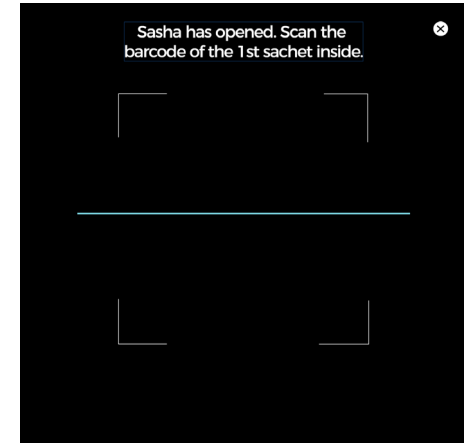 Sasha has opened. Scan the
barcode of the 1st sachet inside.